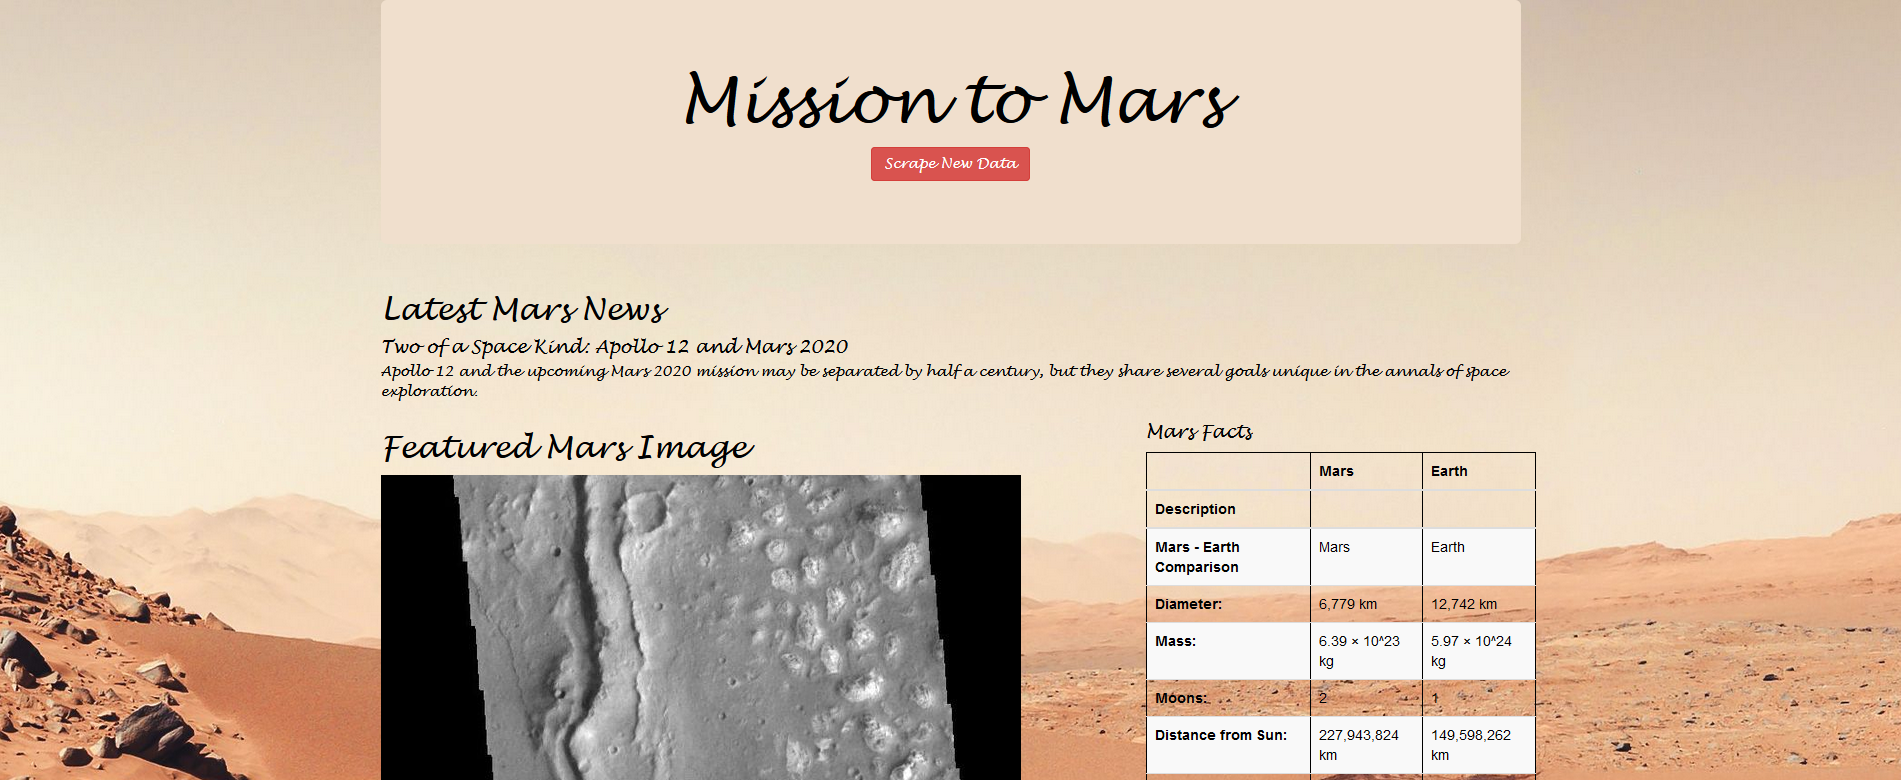 Mission to Mars
Scrape New Data
Latest Mars News
Two of a Space Kind: Apollo 12 and Mars 2020
Apollo 12 and the upcoming Mars 2020 mission may be separated by half a century, but they share several goals unique in the annals of space
exploration.
Featured Mars Image
Mars Facts
Mars Earth
Description
Mars - Earth
Comparison Mars Earth
Diameter: 6,779 km 12,742 km
Mass: 6.39 × 10^23
kg 5.97 × 10^24
kg
Moons: 2 1
Distance from Sun: 227,943,824
km 149,598,262
km